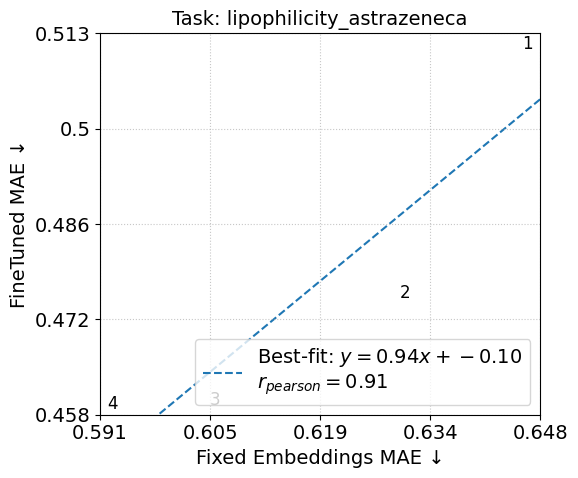 Task: lipophilicity_astrazeneca
0.513
0.5
0.486
0.472
0.458
FineTuned MAE ↓
1
2
3
4
Best-fit: y = 0.94x + −0.10
r_pearson = 0.91
0.591 0.605 0.619 0.634 0.648
Fixed Embeddings MAE ↓